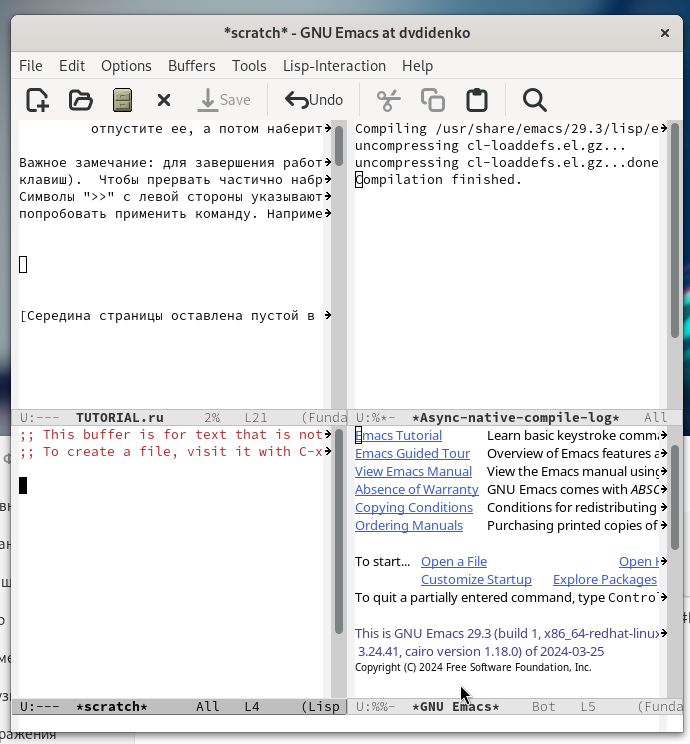 *scratch* - GNU Emacs at dvdidenko
File Edit Options Buffers Tools Lisp-Interaction Help
Save Undo
отпустите ее, а потом наберит
Важное замечание: для завершения работ
клавиш). Чтобы прервать частично набр
Символы ">>" с левой стороны указывают
попробовать применить команду. Наприме
[Середина страницы оставлена пустой в
U:--- TUTORIAL.ru 2% L21 (Funda
Compiling /usr/share/emacs/29.3/lisp/e
uncompressing cl-loaddefs.el.gz...
uncompressing cl-loaddefs.el.gz...done
Compilation finished.
U:%*- *Async-native-compile-log* All
;; This buffer is for text that is not
;; To create a file, visit it with C-x
U:--- *scratch* All L4 (Lisp
Emacs Tutorial Learn basic keystroke comma
Emacs Guided Tour Overview of Emacs features a
View Emacs Manual View the Emacs manual using
Absence of Warranty GNU Emacs comes with ABSO
Copying Conditions Conditions for redistributing
Ordering Manuals Purchasing printed copies of
To start... Open a File Open H
Customize Startup Explore Packages
To quit a partially entered command, type Contro
This is GNU Emacs 29.3 (build 1, x86_64-redhat-linux
3.24.41, cairo version 1.18.0) of 2024-03-25
Copyright (C) 2024 Free Software Foundation, Inc.
U:%%- *GNU Emacs* Bot L5 (Funda